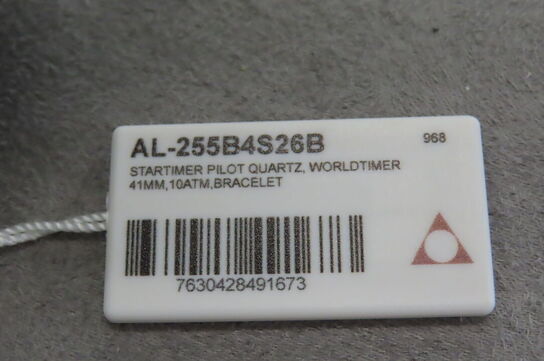 AL-255B4S26B 968
STARTIMER PILOT QUARTZ, WORLDTIMER
41MM,10ATM,BRACELET
7630428491673